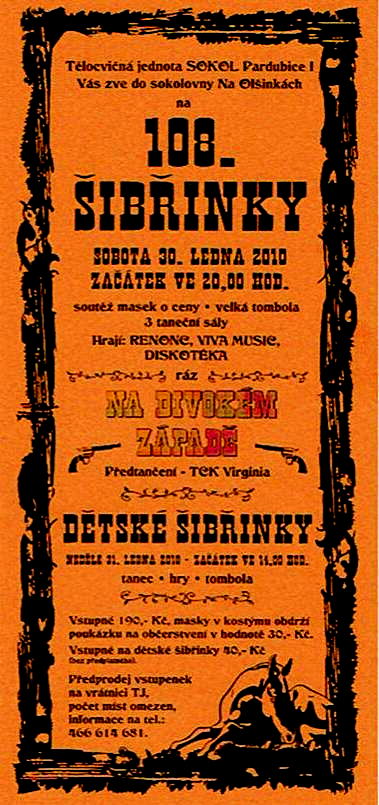 Tělocvičná jednota SOKOL Pardubice I
Vás zve do sokolovny Na Olšinkách
na
108.
ŠIBŘINKY
SOBOTA 30. LEDNA 2010
ZAČÁTEK VE 20,00 HOD.
soutěž masek o ceny • velká tombola
3 taneční sály
Hrají: RENONC, VIVA MUSIC,
DISKOTÉKA
ráz
NA DIVOKÉM
ZÁPADĚ
Předtančení - TCK Virginia
DĚTSKÉ ŠIBŘINKY
NEDĚLE 31. LEDNA 2010 - ZAČÁTEK VE 14,00 HOD.
tanec • hry • tombola
Vstupné 190,- Kč, masky v kostýmu obdrží
poukázku na občerstvení v hodnotě 30,- Kč.
Vstupné na dětské šibřinky 40,- Kč
(bez předplatného).
Předprodej vstupenek
na vrátnici TJ,
počet míst omezen,
informace na tel.:
466 614 681.